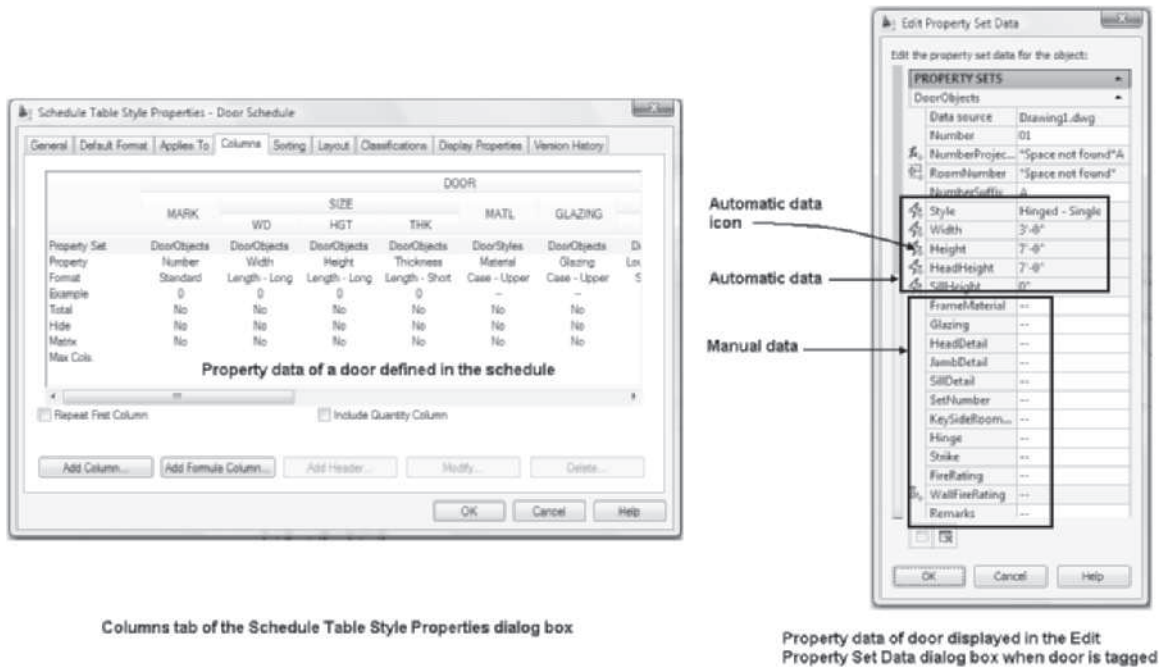 Schedule Table Style Properties - Door Schedule
General Default Format Applies To Columns Sorting Layout Classifications Display Properties Version History
DOOR
SIZE
MARK WD HGT THK MATL GLAZING
Property Set DoorObjects DoorObjects DoorObjects DoorObjects DoorStyles DoorObjects
Property Number Width Height Thickness Material Glazing
Format Standard Length - Long Length - Long Length - Short Case - Upper Case - Upper
Example 0 0 0 0 -- --
Total No No No No No No
Hide No No No No No No
Matrix No No No No No No
Max Cols
Property data of a door defined in the schedule
Repeat First Column Include Quantity Column
Add Column... Add Formula Column... Add Header... Modify... Delete...
OK Cancel Help
Columns tab of the Schedule Table Style Properties dialog box
Automatic data
icon
Automatic data
Manual data
Edit Property Set Data
Edit the property set data for the object:
PROPERTY SETS
DoorObjects
Data source Drawing1.dwg
Number 01
NumberProjec... *Space not found*A
RoomNumber *Space not found*
NumberSuffix A
Style Hinged - Single
Width 3'-0"
Height 7'-0"
HeadHeight 7'-0"
SillHeight 0"
FrameMaterial --
Glazing --
HeadDetail --
JambDetail --
SillDetail --
SetNumber --
KeySideRoom... --
Hinge --
Strike --
FireRating --
WallFireRating --
Remarks --
OK Cancel Help
Property data of door displayed in the Edit
Property Set Data dialog box when door is tagged